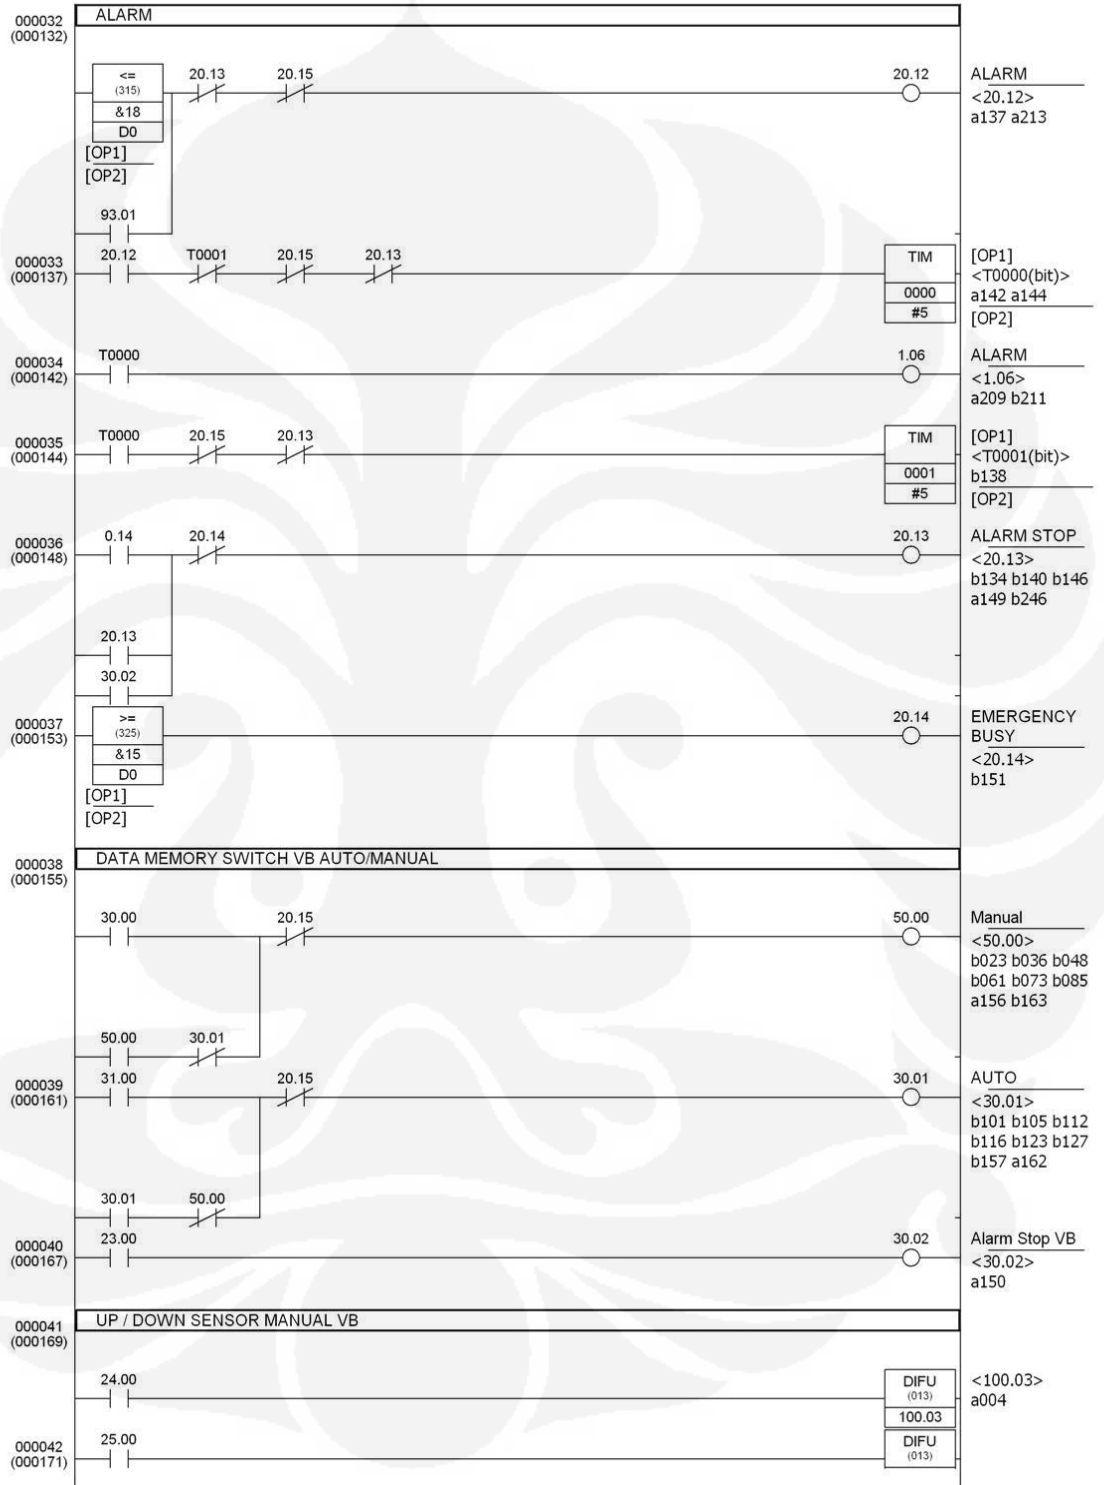 000032
(000132)
ALARM
<=
(315)
&18
D0
[OP1]
[OP2]
20.13
20.15
20.12
ALARM
<20.12>
a137 a213
93.01
000033
(000137)
20.12
T0001
20.15
20.13
TIM
0000
#5
[OP1]
<T0000(bit)>
a142 a144
[OP2]
000034
(000142)
T0000
1.06
ALARM
<1.06>
a209 b211
000035
(000144)
T0000
20.15
20.13
TIM
0001
#5
[OP1]
<T0001(bit)>
b138
[OP2]
000036
(000148)
0.14
20.14
20.13
ALARM STOP
<20.13>
b134 b140 b146
a149 b246
20.13
30.02
000037
(000153)
>=
(325)
&15
D0
[OP1]
[OP2]
20.14
EMERGENCY
BUSY
<20.14>
b151
000038
(000155)
DATA MEMORY SWITCH VB AUTO/MANUAL
30.00
20.15
50.00
Manual
<50.00>
b023 b036 b048
b061 b073 b085
a156 b163
50.00
30.01
000039
(000161)
31.00
20.15
30.01
AUTO
<30.01>
b101 b105 b112
b116 b123 b127
b157 a162
30.01
50.00
000040
(000167)
23.00
30.02
Alarm Stop VB
<30.02>
a150
000041
(000169)
UP / DOWN SENSOR MANUAL VB
24.00
DIFU
(013)
100.03
<100.03>
a004
000042
(000171)
25.00
DIFU
(013)